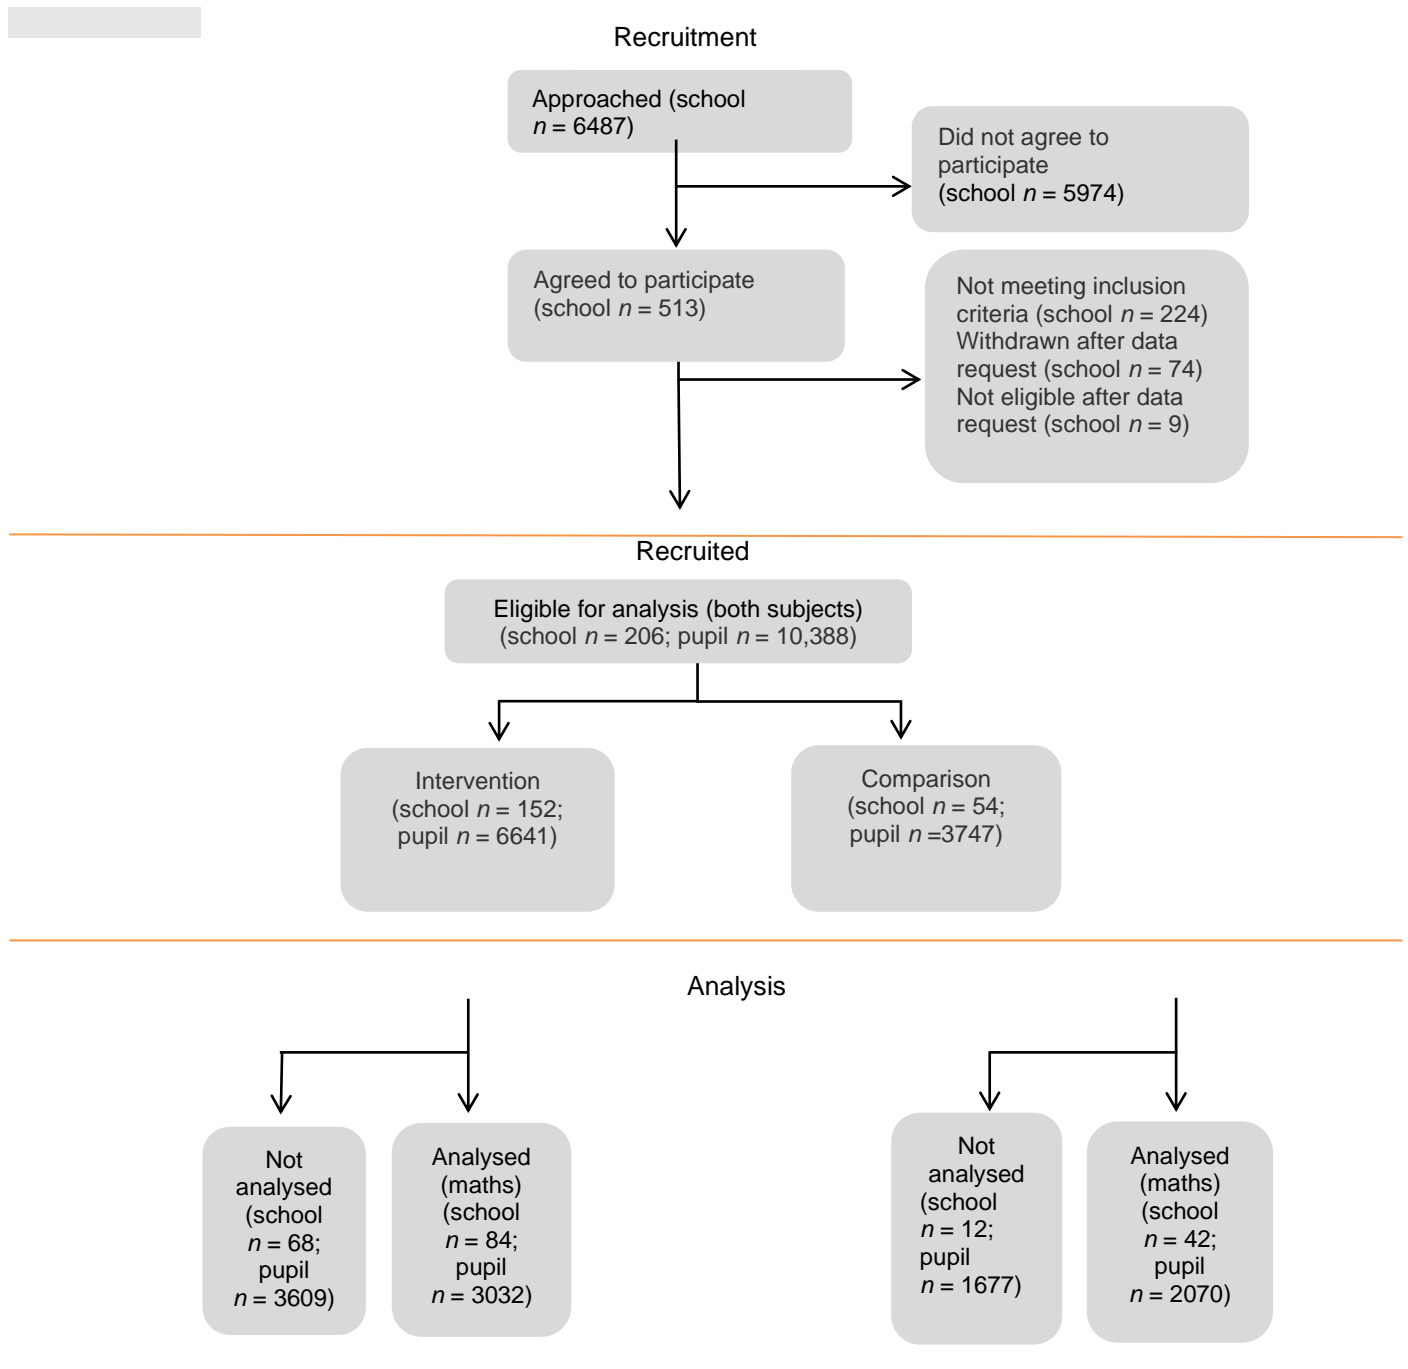 Recruitment
Approached (school
n = 6487)
Did not agree to
participate
(school n = 5974)
Agreed to participate
(school n = 513)
Not meeting inclusion
criteria (school n = 224)
Withdrawn after data
request (school n = 74)
Not eligible after data
request (school n = 9)
Recruited
Eligible for analysis (both subjects)
(school n = 206; pupil n = 10,388)
Intervention
(school n = 152;
pupil n = 6641)
Comparison
(school n = 54;
pupil n =3747)
Analysis
Not
analysed
(school
n = 68;
pupil
n = 3609)
Analysed
(maths)
(school
n = 84;
pupil
n = 3032)
Not
analysed
(school
n = 12;
pupil
n = 1677)
Analysed
(maths)
(school
n = 42;
pupil
n = 2070)